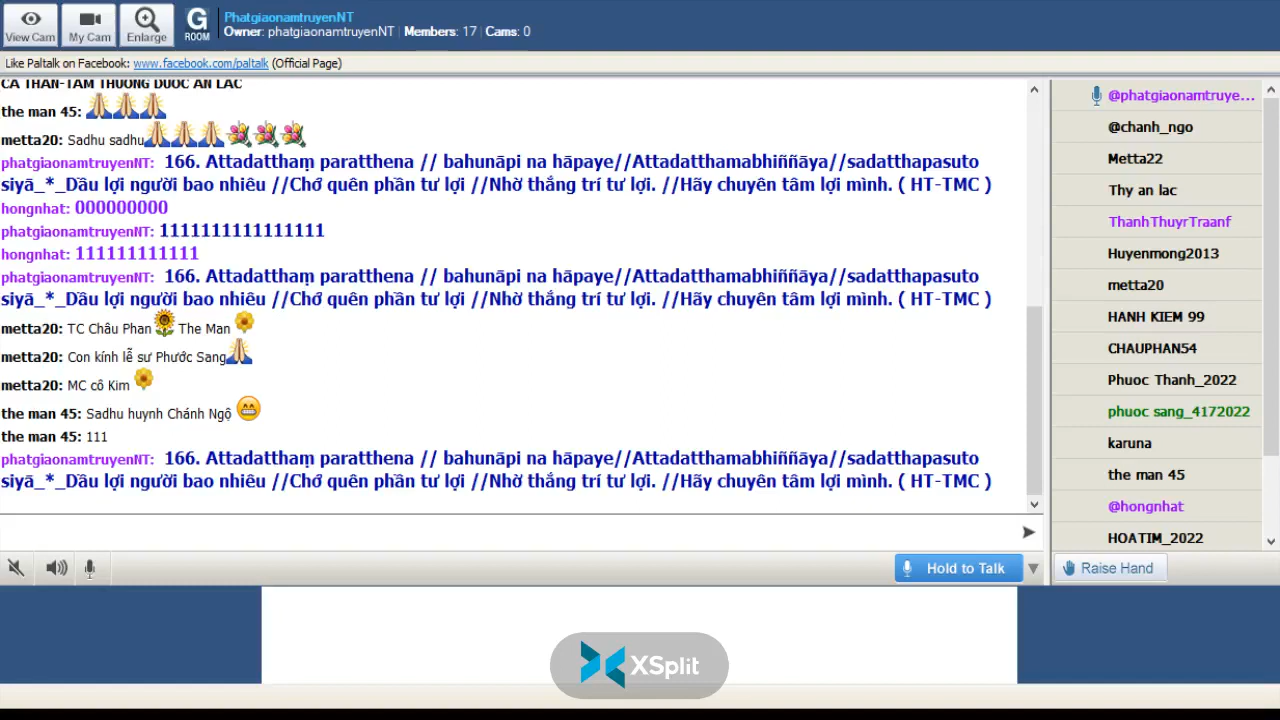 View Cam
My Cam
Enlarge
G
ROOM
PhatgiaonamtruyenNT
Owner: phatgiaonamtruyenNT | Members: 17 | Cams: 0
Like Paltalk on Facebook: www.facebook.com/paltalk (Official Page)
CẢ THÂN-TÂM THƯỜNG ĐƯỢC AN LẠC
the man 45:
metta20: Sadhu sadhu
phatgiaonamtruyenNT: 166. Attadatthaṃ paratthena // bahunāpi na hāpaye//Attadatthamabhiññāya//sadatthapasuto
siyā_*_Dầu lợi người bao nhiêu //Chớ quên phần tư lợi //Nhờ thắng trí tư lợi. //Hãy chuyên tâm lợi mình. ( HT-TMC )
hongnhat: 000000000
phatgiaonamtruyenNT: 1111111111111111
hongnhat: 111111111111
phatgiaonamtruyenNT: 166. Attadatthaṃ paratthena // bahunāpi na hāpaye//Attadatthamabhiññāya//sadatthapasuto
siyā_*_Dầu lợi người bao nhiêu //Chớ quên phần tư lợi //Nhờ thắng trí tư lợi. //Hãy chuyên tâm lợi mình. ( HT-TMC )
metta20: TC Châu Phan The Man
metta20: Con kính lễ sư Phước Sang
metta20: MC cô Kim
the man 45: Sadhu huynh Chánh Ngộ
the man 45: 111
phatgiaonamtruyenNT: 166. Attadatthaṃ paratthena // bahunāpi na hāpaye//Attadatthamabhiññāya//sadatthapasuto
siyā_*_Dầu lợi người bao nhiêu //Chớ quên phần tư lợi //Nhờ thắng trí tư lợi. //Hãy chuyên tâm lợi mình. ( HT-TMC )
@phatgiaonamtruye...
@chanh_ngo
Metta22
Thy an lac
ThanhThuyrTraanf
Huyenmong2013
metta20
HANH KIEM 99
CHAUPHAN54
Phuoc Thanh_2022
phuoc sang_4172022
karuna
the man 45
@hongnhat
HOATIM_2022
Hold to Talk
Raise Hand
XSplit